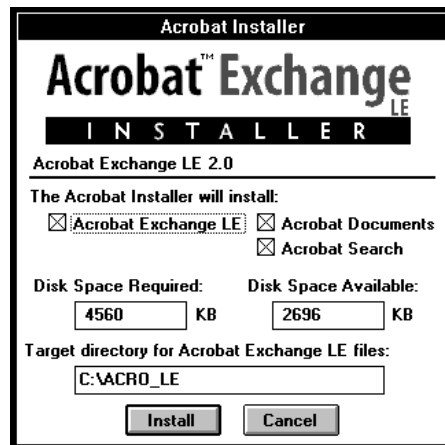 Acrobat Installer
Acrobat™ Exchange
LE
INSTALLER
Acrobat Exchange LE 2.0
The Acrobat Installer will install:
Acrobat Exchange LE Acrobat Documents
Acrobat Search
Disk Space Required: Disk Space Available:
4560 KB 2696 KB
Target directory for Acrobat Exchange LE files:
C:\ACRO_LE
Install Cancel